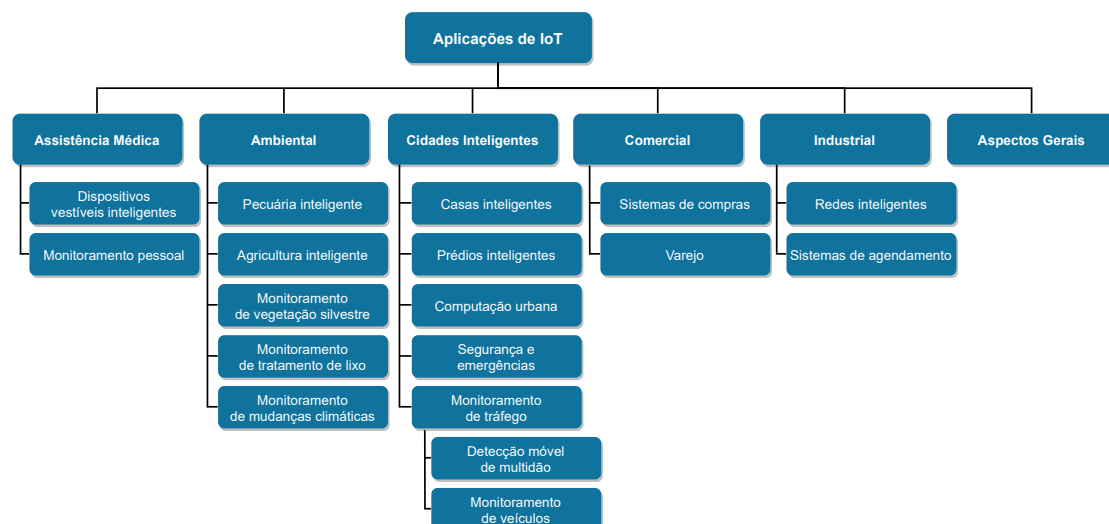 Aplicações de IoT
Assistência Médica
Dispositivos
vestíveis inteligentes
Monitoramento pessoal
Ambiental
Pecuária inteligente
Agricultura inteligente
Monitoramento
de vegetação silvestre
Monitoramento
de tratamento de lixo
Monitoramento
de mudanças climáticas
Cidades Inteligentes
Casas inteligentes
Prédios inteligentes
Computação urbana
Segurança e
emergências
Monitoramento
de tráfego
Detecção móvel
de multidão
Monitoramento
de veículos
Comercial
Sistemas de compras
Varejo
Industrial
Redes inteligentes
Sistemas de agendamento
Aspectos Gerais